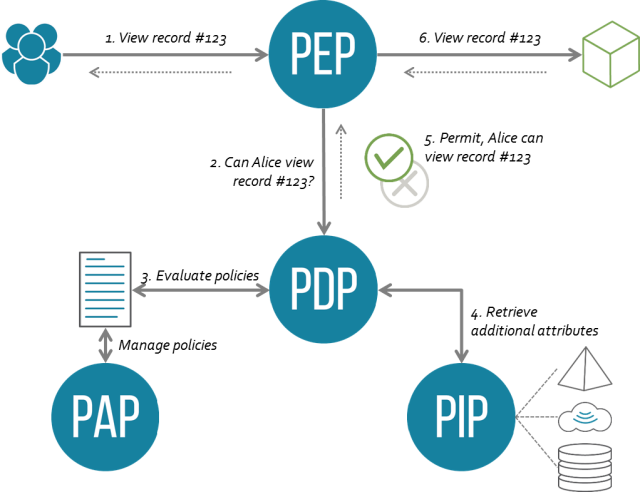 1. View record #123
PEP
6. View record #123
2. Can Alice view
record #123?
5. Permit, Alice can
view record #123
3. Evaluate policies
PDP
4. Retrieve
additional attributes
Manage policies
PAP
PIP